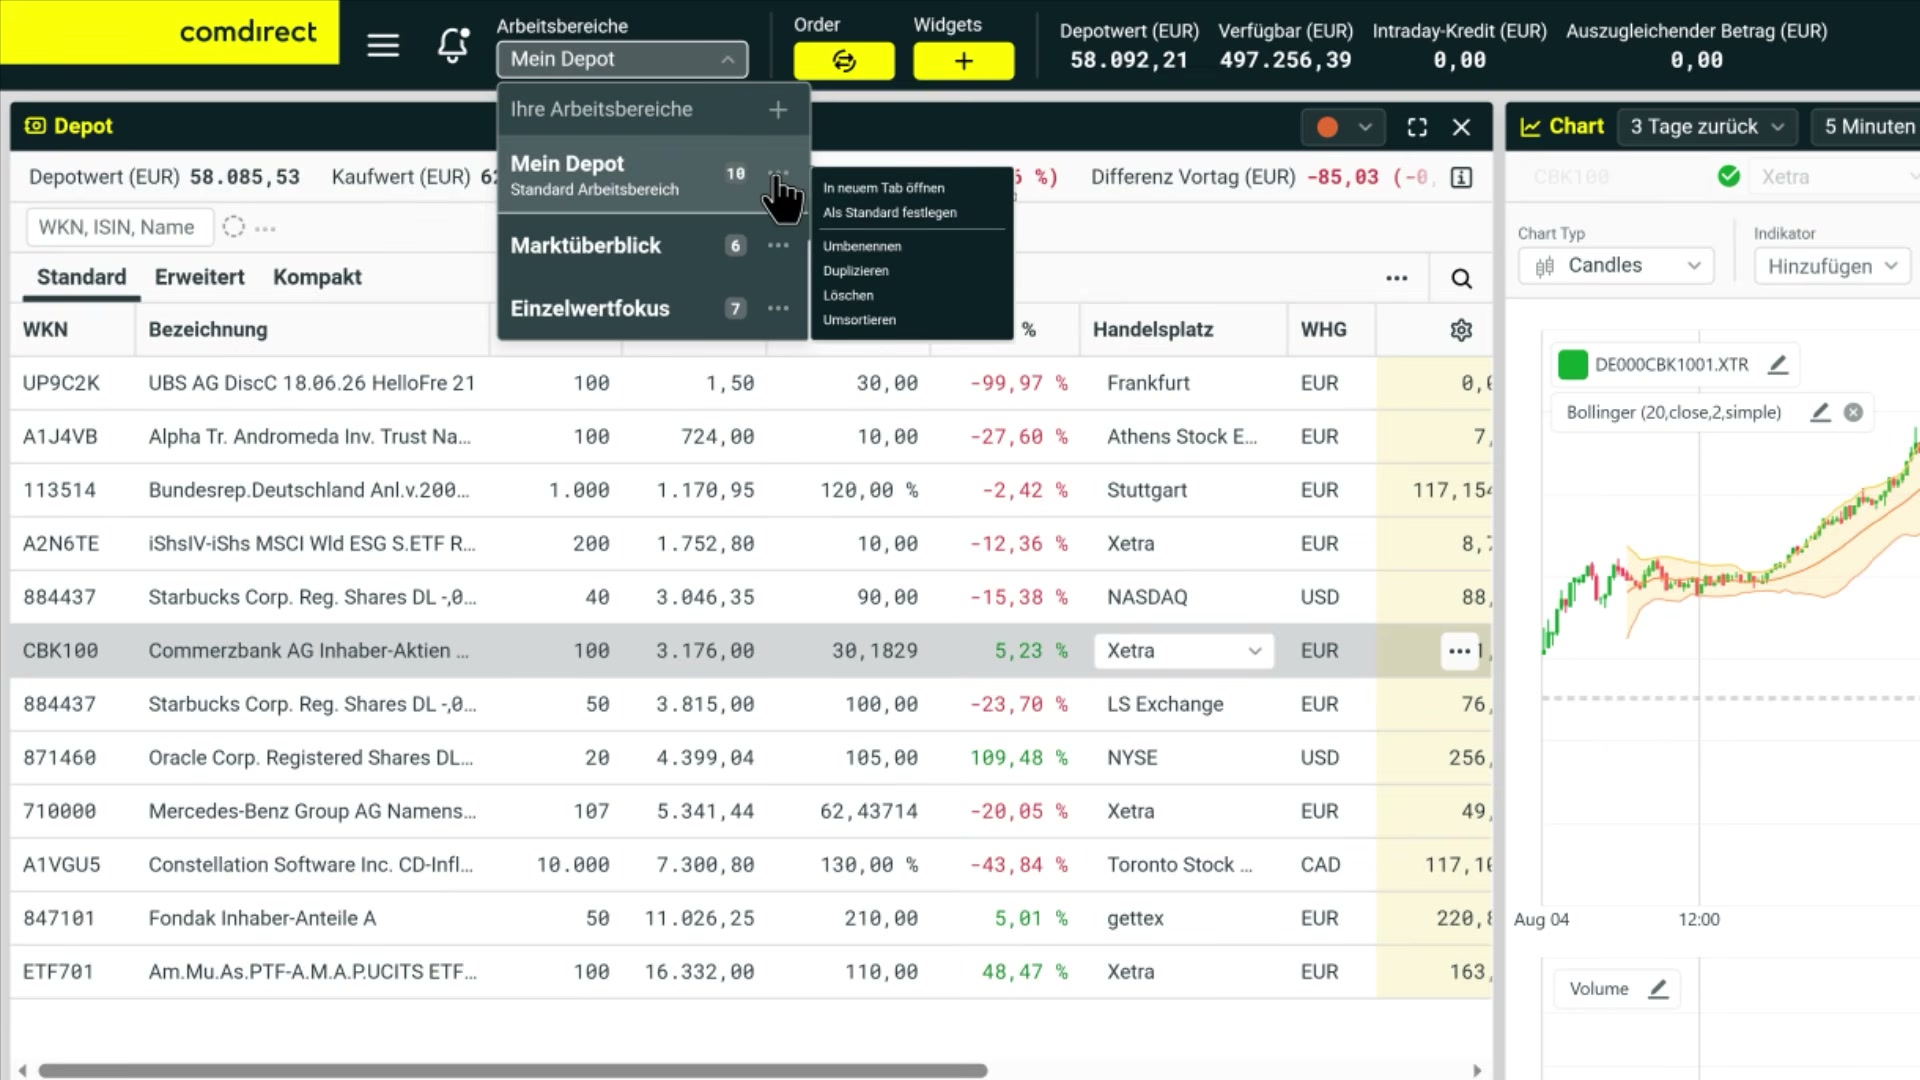 comdirect
Arbeitsbereiche
Mein Depot
Order
Widgets
Depotwert (EUR)
58.092,21
Verfügbar (EUR)
497.256,39
Intraday-Kredit (EUR)
0,00
Auszugleichender Betrag (EUR)
0,00
Ihre Arbeitsbereiche
Mein Depot 10
Standard Arbeitsbereich
Marktüberblick 6
Einzelwertfokus 7
In neuem Tab öffnen
Als Standard festlegen
Umbenennen
Duplizieren
Löschen
Umsortieren
Depot
Depotwert (EUR) 58.085,53 Kaufwert (EUR) %) Differenz Vortag (EUR) -85,03 (-0,
WKN, ISIN, Name
Standard Erweitert Kompakt
WKN Bezeichnung % Handelsplatz WHG
UP9C2K UBS AG DiscC 18.06.26 HelloFre 21 100 1,50 30,00 -99,97 % Frankfurt EUR 0,
A1J4VB Alpha Tr. Andromeda Inv. Trust Na... 100 724,00 10,00 -27,60 % Athens Stock E... EUR 7,
113514 Bundesrep.Deutschland Anl.v.200... 1.000 1.170,95 120,00 % -2,42 % Stuttgart EUR 117,154
A2N6TE iShsIV-iShs MSCI Wld ESG S.ETF R... 200 1.752,80 10,00 -12,36 % Xetra EUR 8,
884437 Starbucks Corp. Reg. Shares DL -,0... 40 3.046,35 90,00 -15,38 % NASDAQ USD 88,
CBK100 Commerzbank AG Inhaber-Aktien ... 100 3.176,00 30,1829 5,23 % Xetra EUR
884437 Starbucks Corp. Reg. Shares DL -,0... 50 3.815,00 100,00 -23,70 % LS Exchange EUR 76,
871460 Oracle Corp. Registered Shares DL... 20 4.399,04 105,00 109,48 % NYSE USD 256,
710000 Mercedes-Benz Group AG Namens... 107 5.341,44 62,43714 -20,05 % Xetra EUR 49,
A1VGU5 Constellation Software Inc. CD-Infl... 10.000 7.300,80 130,00 % -43,84 % Toronto Stock ... CAD 117,10
847101 Fondak Inhaber-Anteile A 50 11.026,25 210,00 5,01 % gettex EUR 220,
ETF701 Am.Mu.As.PTF-A.M.A.P.UCITS ETF... 100 16.332,00 110,00 48,47 % Xetra EUR 163,
Chart 3 Tage zurück 5 Minuten
CBK100 Xetra
Chart Typ
Candles
Indikator
Hinzufügen
DE000CBK1001.XTR
Bollinger (20,close,2,simple)
Aug 04 12:00
Volume